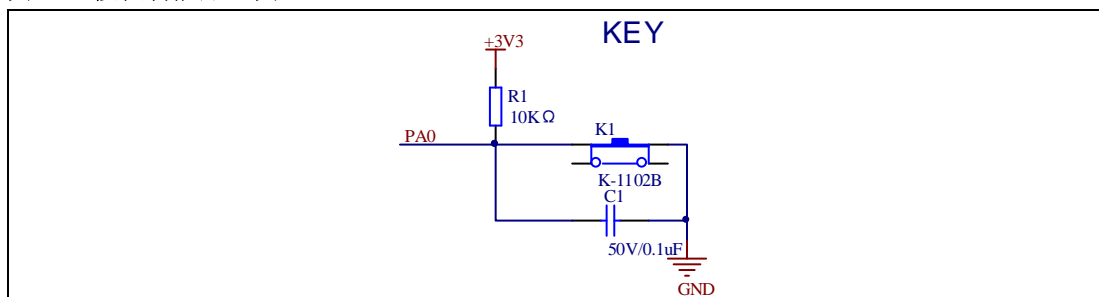 KEY
+3V3
R1
10KΩ
PA0
K1
K-1102B
C1
50V/0.1uF
GND